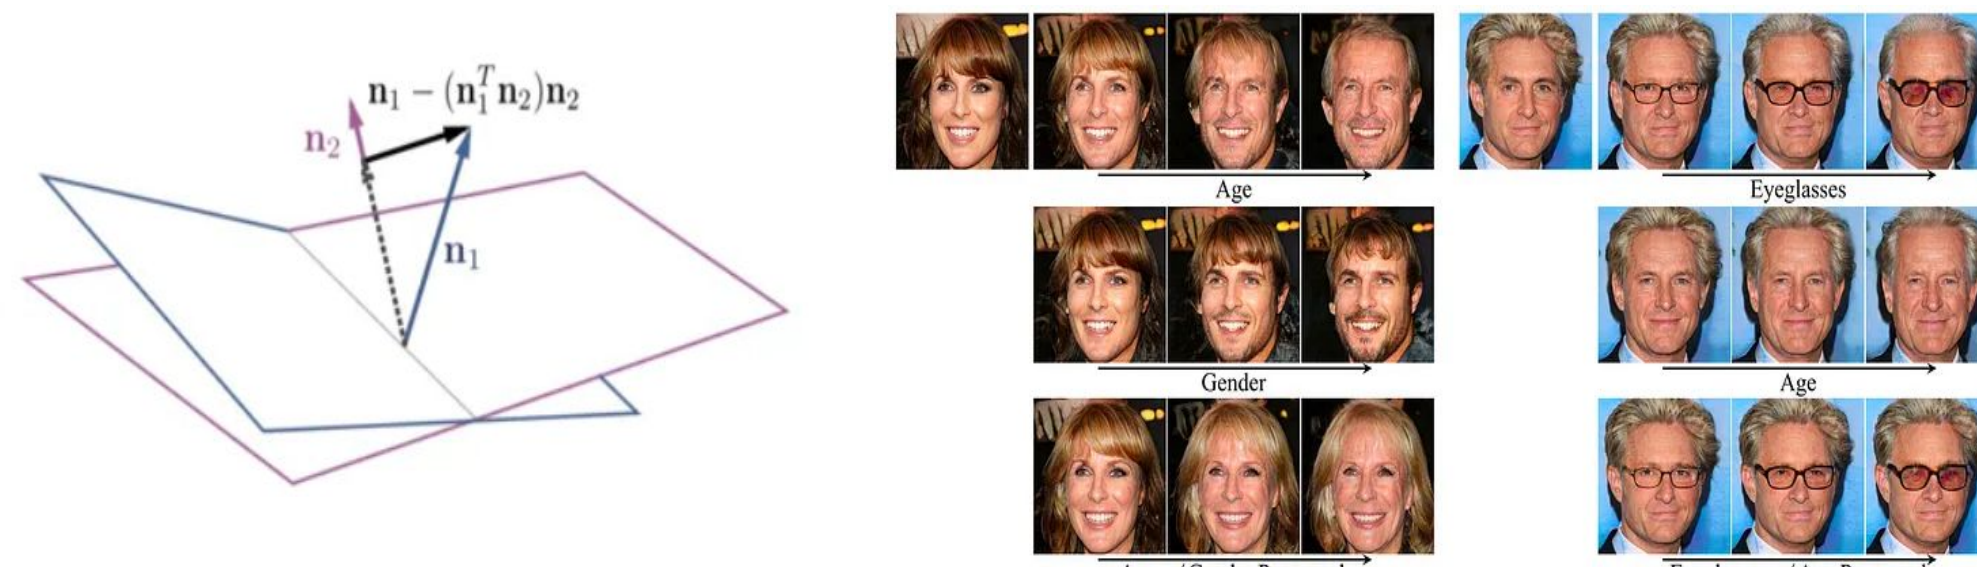 n₁ − (n₁ᵀn₂)n₂
n₂
n₁
Age
Eyeglasses
Gender
Age